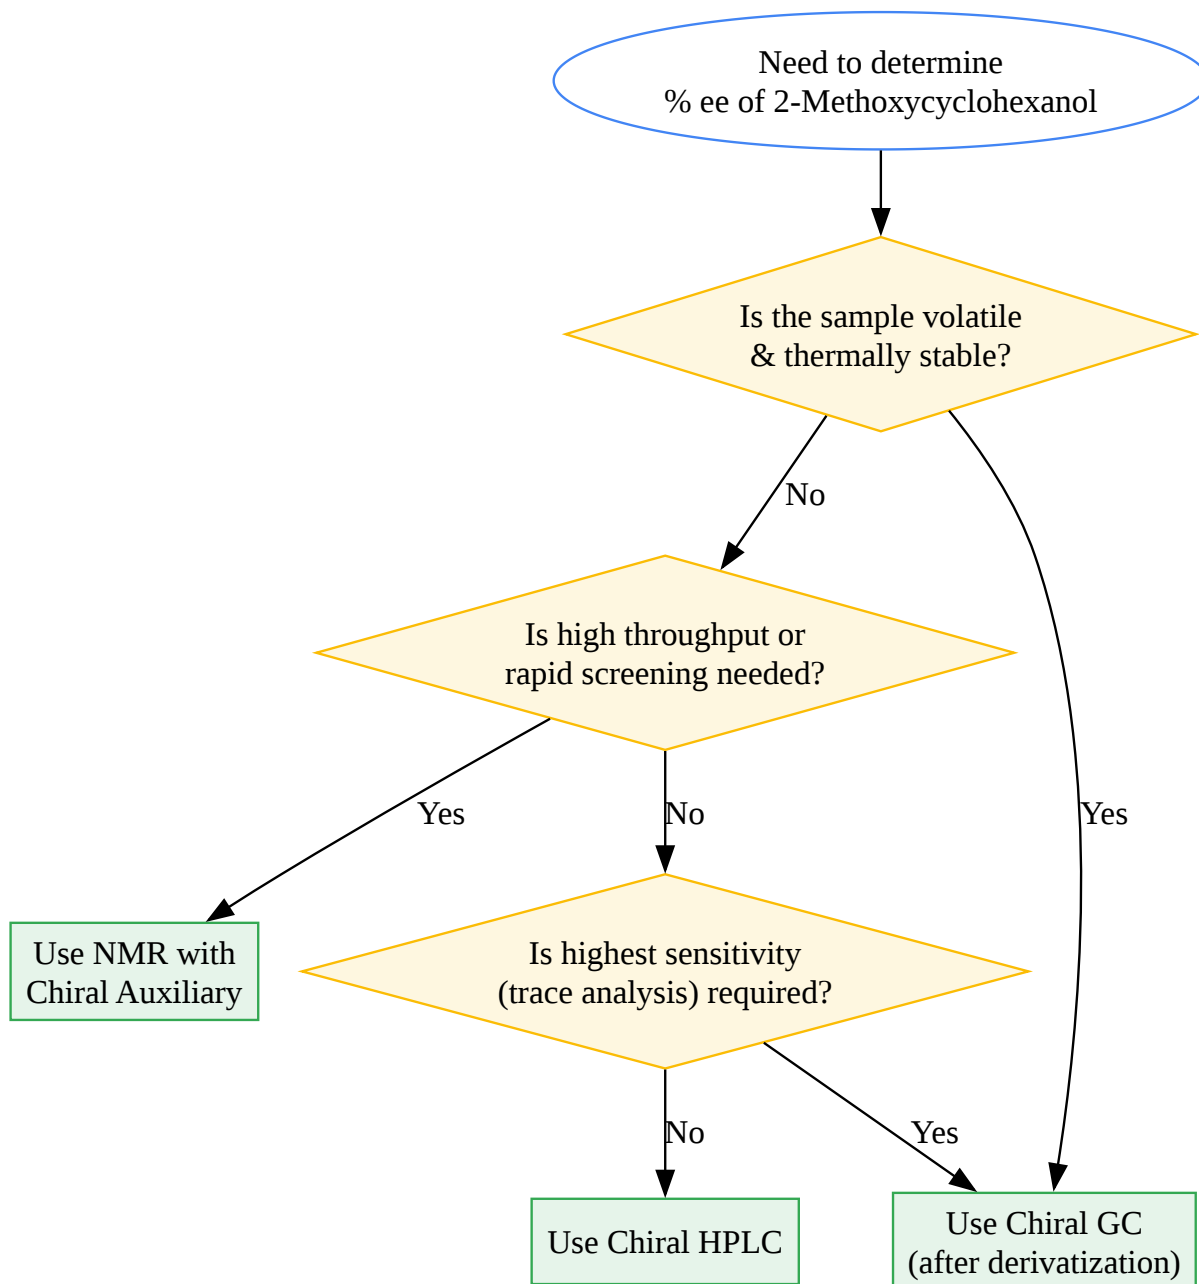 Need to determine
% ee of 2-Methoxycyclohexanol
Is the sample volatile
& thermally stable?
No
Is high throughput or
rapid screening needed?
Yes
No
Yes
Use NMR with
Chiral Auxiliary
Is highest sensitivity
(trace analysis) required?
No
Yes
Use Chiral HPLC
Use Chiral GC
(after derivatization)